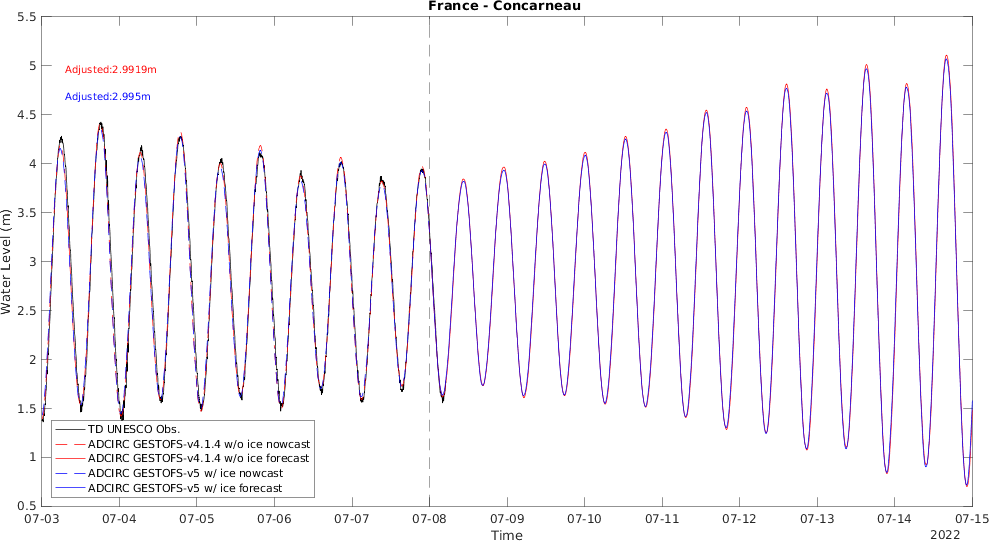 France - Concarneau
Adjusted:2.9919m
Adjusted:2.995m
Water Level (m)
5.5
5
4.5
4
3.5
3
2.5
2
1.5
1
0.5
TD UNESCO Obs.
ADCIRC GESTOFS-v4.1.4 w/o ice nowcast
ADCIRC GESTOFS-v4.1.4 w/o ice forecast
ADCIRC GESTOFS-v5 w/ ice nowcast
ADCIRC GESTOFS-v5 w/ ice forecast
07-03 07-04 07-05 07-06 07-07 07-08 07-09 07-10 07-11 07-12 07-13 07-14 07-15
Time
2022